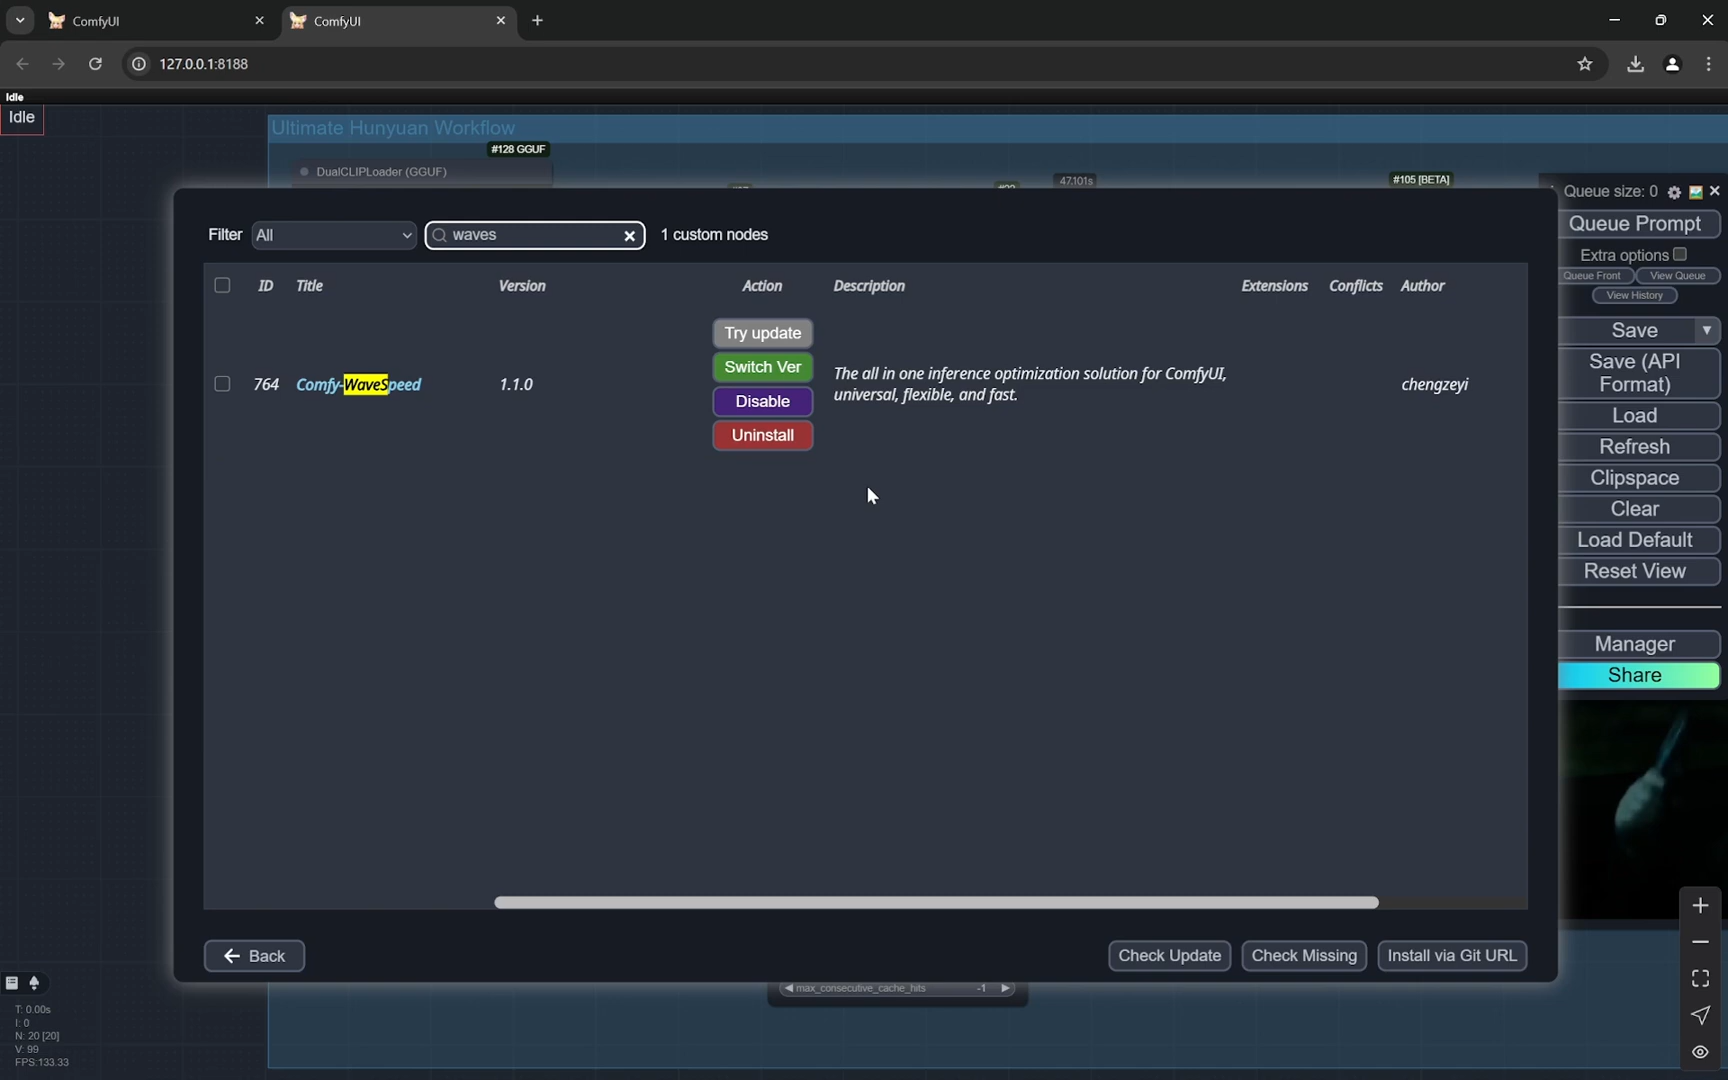 ComfyUI
ComfyUI
127.0.0.1:8188
Idle
Idle
Ultimate Hunyuan Workflow
#128 GGUF
DualCLIPLoader (GGUF)
47.101s
#105 [BETA]
Queue size: 0
Filter
All
waves
1 custom nodes
Queue Prompt
Extra options
Queue Front
View Queue
View History
ID
Title
Version
Action
Description
Extensions
Conflicts
Author
Try update
Switch Ver
Disable
Uninstall
764
Comfy-WaveSpeed
1.1.0
The all in one inference optimization solution for ComfyUI,
universal, flexible, and fast.
chengzeyi
Save
Save (API
Format)
Load
Refresh
Clipspace
Clear
Load Default
Reset View
Manager
Share
Back
Check Update
Check Missing
Install via Git URL
max_consecutive_cache_hits
-1
T: 0.00s
I: 0
N: 20 [20]
V: 99
FPS:133.33